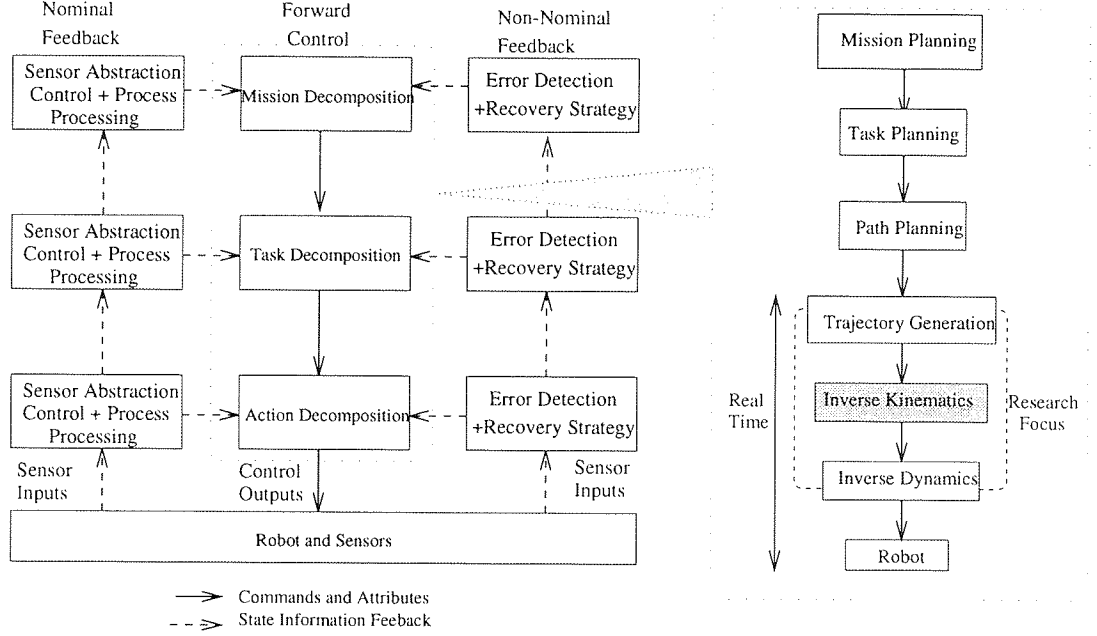 Nominal
Feedback
Forward
Control
Non-Nominal
Feedback
Sensor Abstraction
Control + Process
Processing
Mission Decomposition
Error Detection
+Recovery Strategy
Sensor Abstraction
Control + Process
Processing
Task Decomposition
Error Detection
+Recovery Strategy
Sensor Abstraction
Control + Process
Processing
Action Decomposition
Error Detection
+Recovery Strategy
Sensor
Inputs
Control
Outputs
Sensor
Inputs
Robot and Sensors
Commands and Attributes
State Information Feeback
Mission Planning
Task Planning
Path Planning
Trajectory Generation
Inverse Kinematics
Inverse Dynamics
Robot
Real
Time
Research
Focus